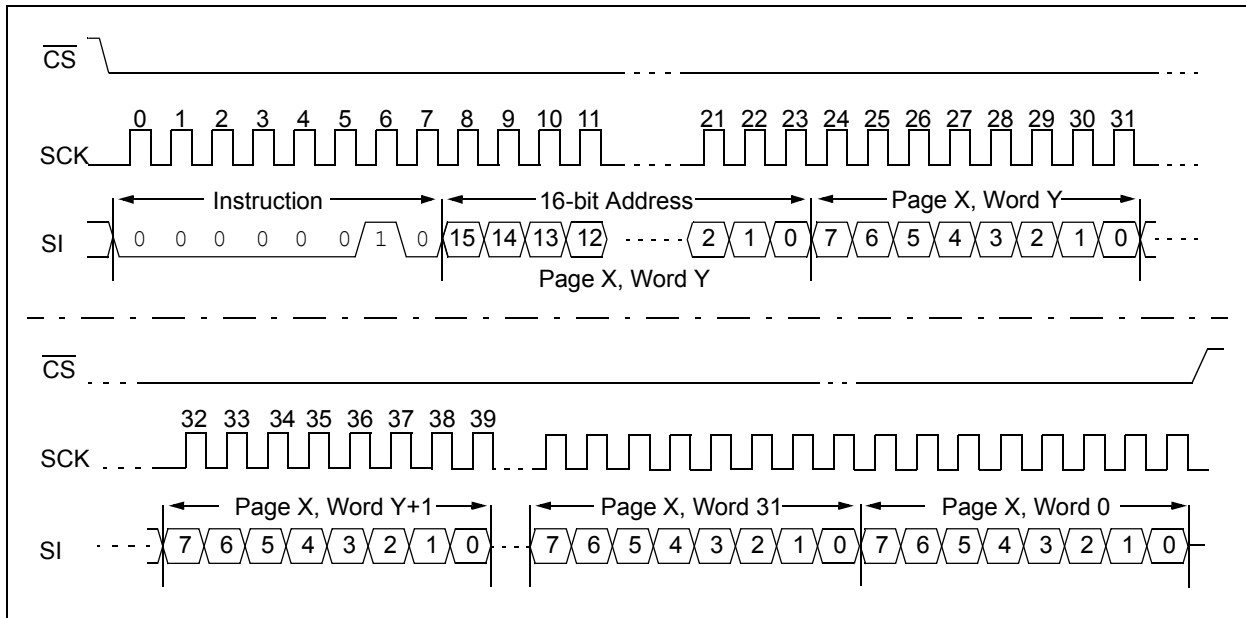 CS
0 1 2 3 4 5 6 7 8 9 10 11 21 22 23 24 25 26 27 28 29 30 31
SCK
Instruction 16-bit Address Page X, Word Y
SI 0 0 0 0 0 0 1 0 15 14 13 12 2 1 0 7 6 5 4 3 2 1 0
Page X, Word Y
CS
32 33 34 35 36 37 38 39
SCK
Page X, Word Y+1 Page X, Word 31 Page X, Word 0
SI 7 6 5 4 3 2 1 0 7 6 5 4 3 2 1 0 7 6 5 4 3 2 1 0